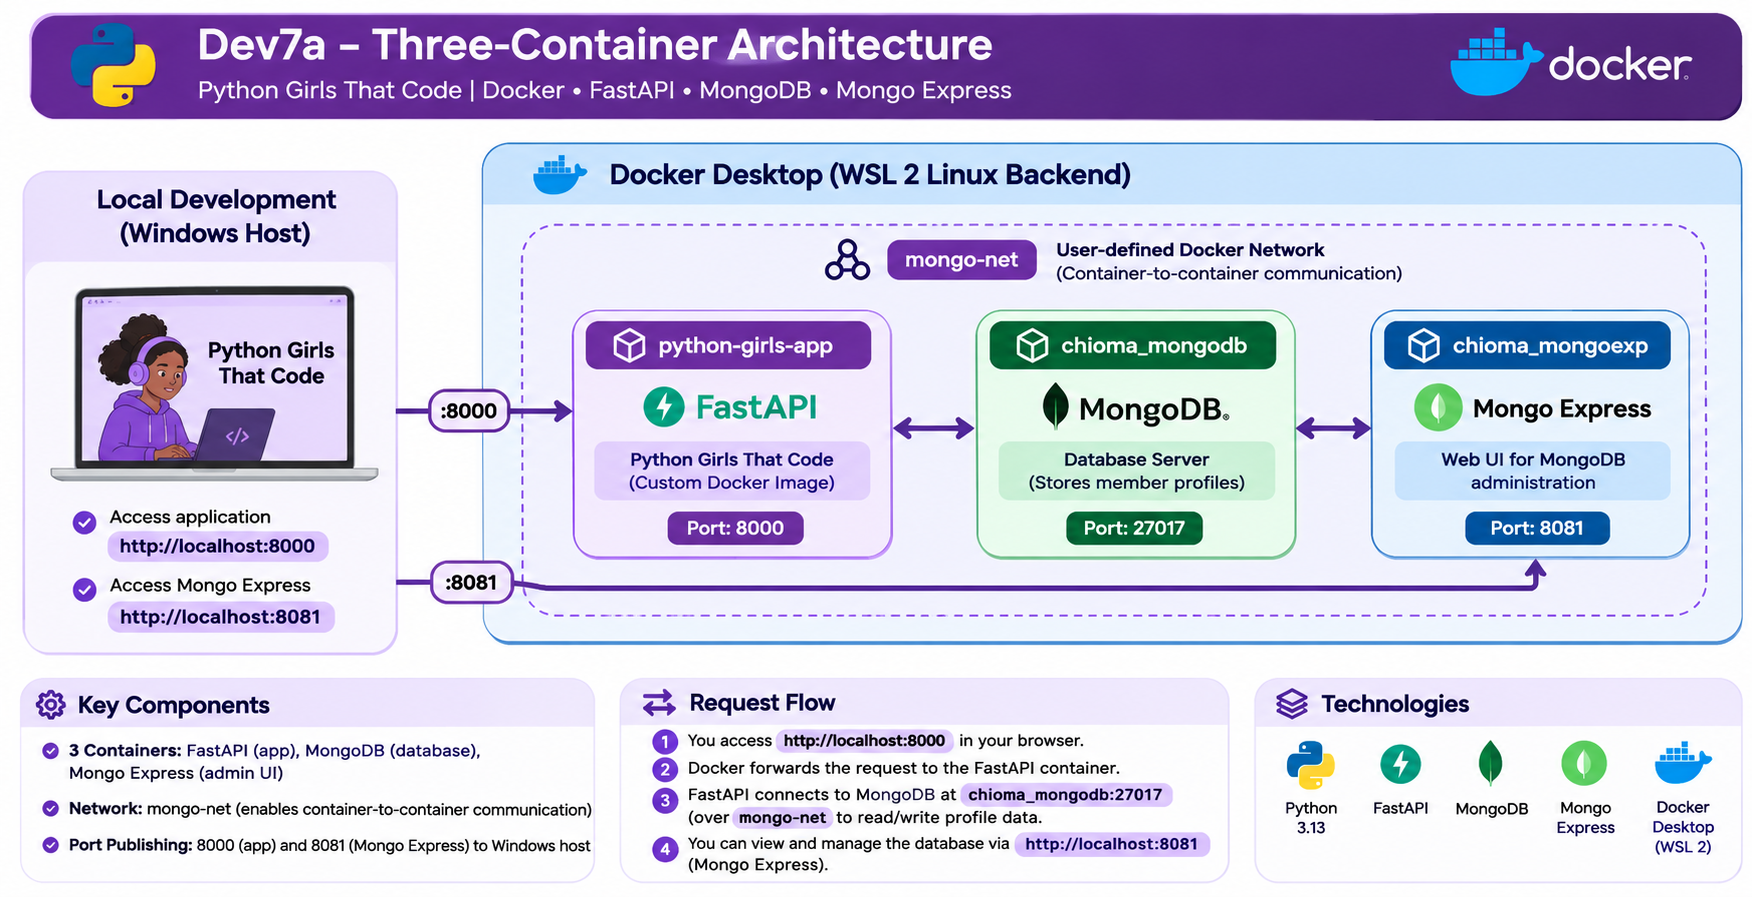 Dev7a – Three-Container Architecture
Python Girls That Code | Docker • FastAPI • MongoDB • Mongo Express
docker
Local Development
(Windows Host)
Python Girls
That Code
</>
Access application
http://localhost:8000
Access Mongo Express
http://localhost:8081
:8000
:8081
Docker Desktop (WSL 2 Linux Backend)
mongo-net
User-defined Docker Network
(Container-to-container communication)
python-girls-app
FastAPI
Python Girls That Code
(Custom Docker Image)
Port: 8000
chioma_mongodb
MongoDB®
Database Server
(Stores member profiles)
Port: 27017
chioma_mongoexp
Mongo Express
Web UI for MongoDB
administration
Port: 8081
Key Components
3 Containers: FastAPI (app), MongoDB (database),
Mongo Express (admin UI)
Network: mongo-net (enables container-to-container communication)
Port Publishing: 8000 (app) and 8081 (Mongo Express) to Windows host
Request Flow
1 You access http://localhost:8000 in your browser.
2 Docker forwards the request to the FastAPI container.
3 FastAPI connects to MongoDB at chioma_mongodb:27017
(over mongo-net to read/write profile data.
4 You can view and manage the database via http://localhost:8081
(Mongo Express).
Technologies
Python
3.13
FastAPI
MongoDB
Mongo
Express
Docker
Desktop
(WSL 2)